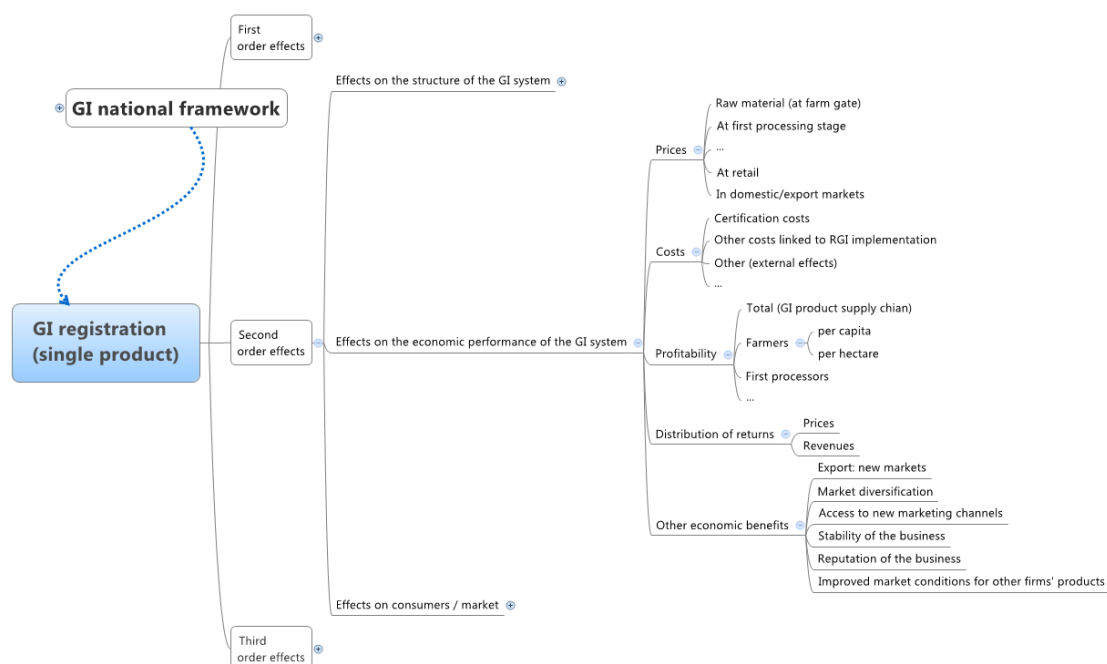 First
order effects
GI national framework
GI registration
(single product)
Second
order effects
Third
order effects
Effects on the structure of the GI system
Effects on the economic performance of the GI system
Effects on consumers / market
Prices
Raw material (at farm gate)
At first processing stage
...
At retail
In domestic/export markets
Costs
Certification costs
Other costs linked to RGI implementation
Other (external effects)
...
Profitability
Total (GI product supply chian)
Farmers
per capita
per hectare
First processors
...
Distribution of returns
Prices
Revenues
Other economic benefits
Export: new markets
Market diversification
Access to new marketing channels
Stability of the business
Reputation of the business
Improved market conditions for other firms' products